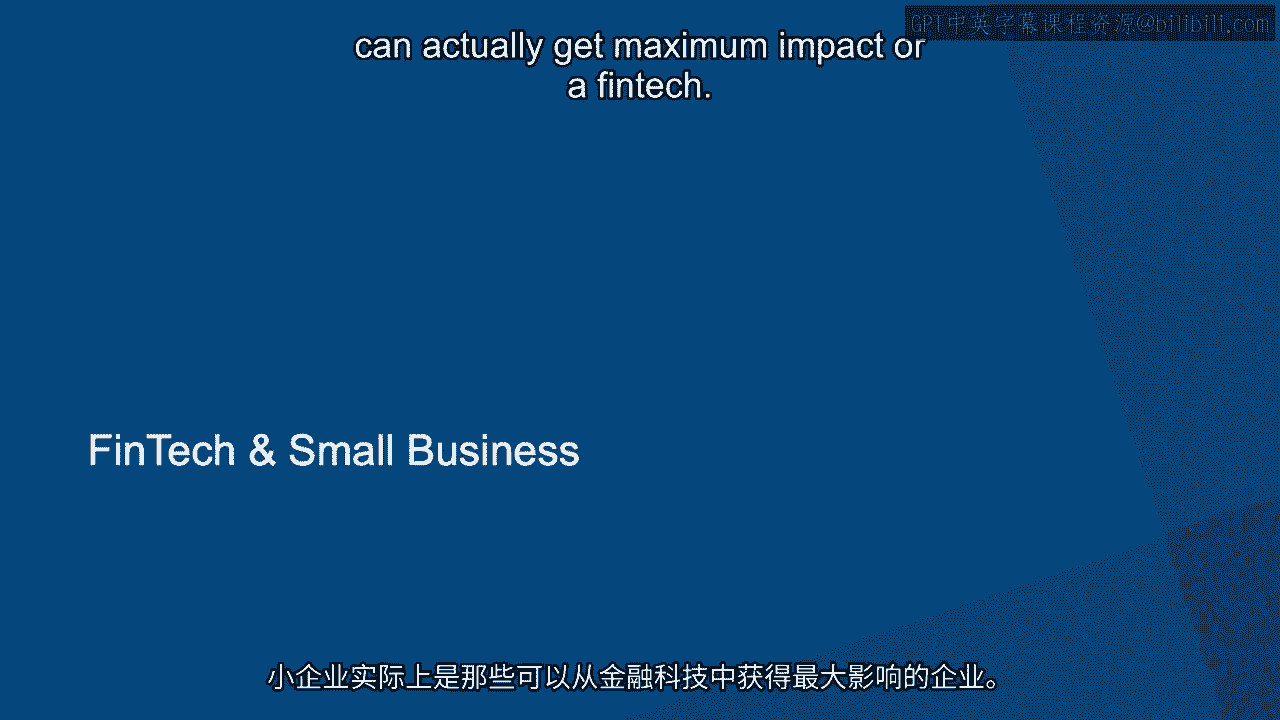 GPT中英字幕课程资源@bilibili.com
can actually get maximum impact or
a fintech.
FinTech & Small Business
小企业实际上是那些可以从金融科技中获得最大影响的企业。